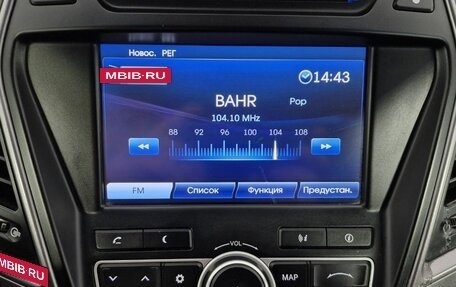 Новос. РЕГ
MBIB-RU
14:43
BAHR
Pop
104.10 MHz
88 92 96 100 104 108
FM Список Функция Предустан.
VOL
MAP
MBIB-RU